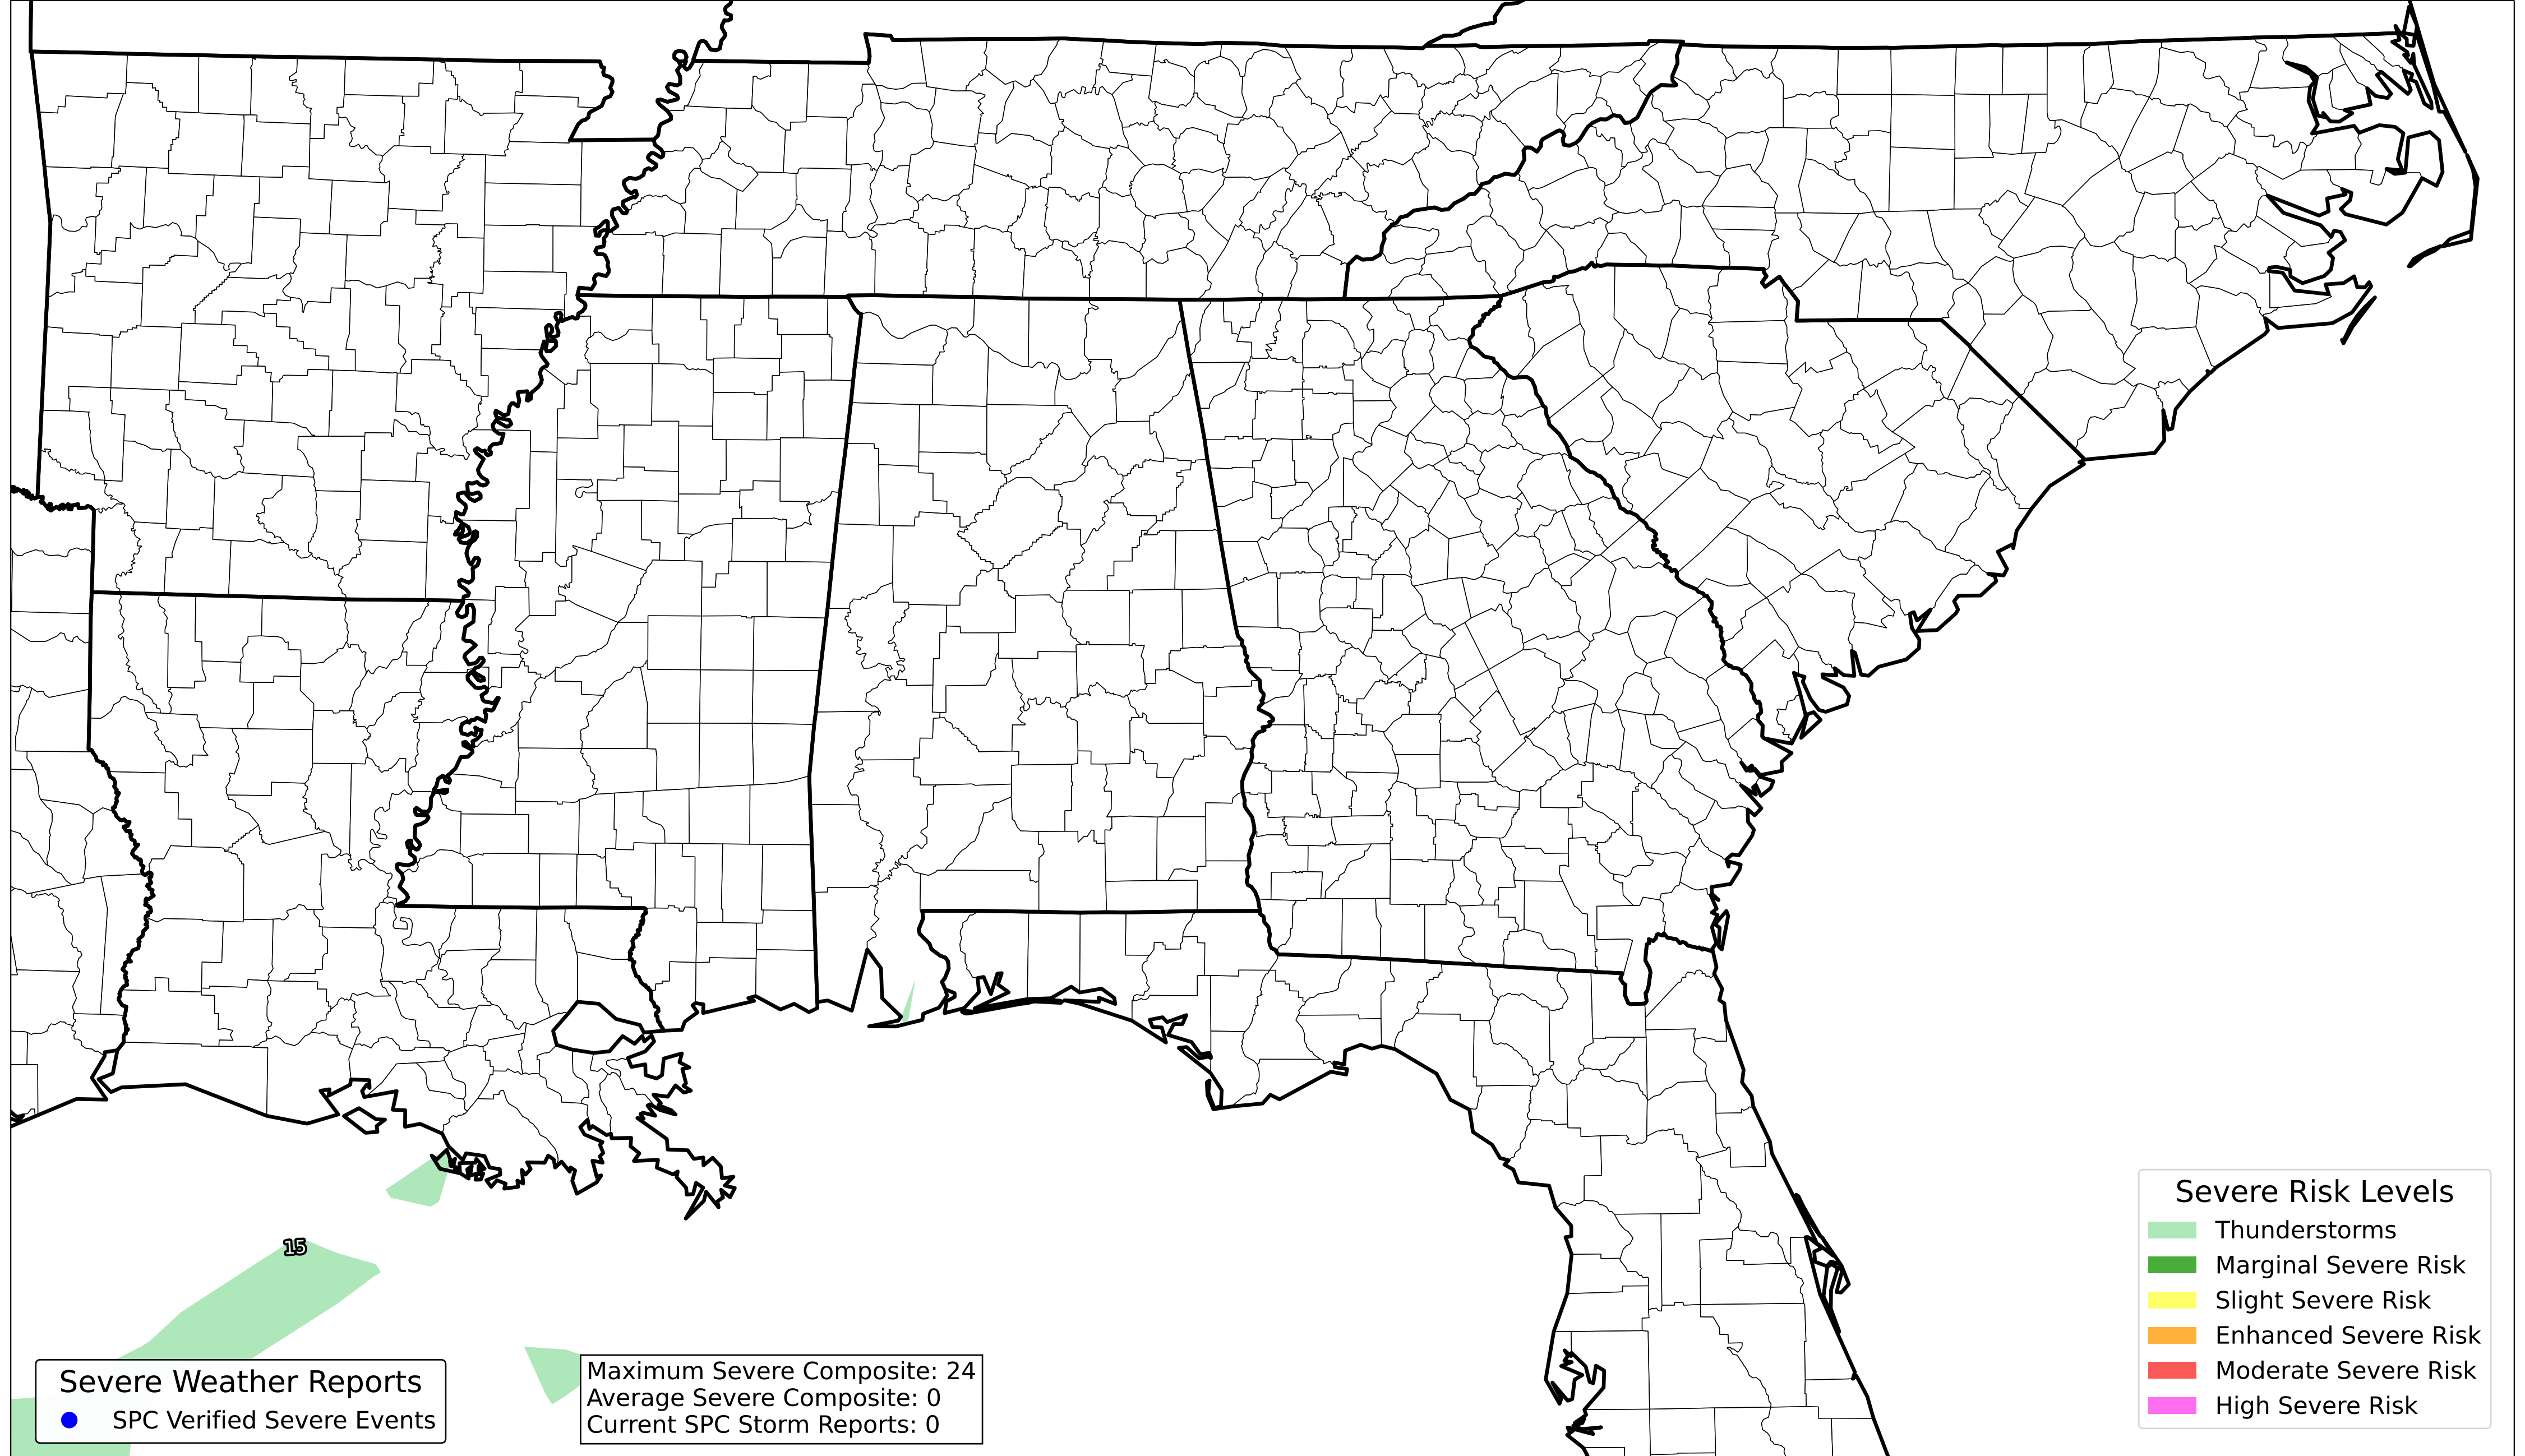 15
Severe Weather Reports
SPC Verified Severe Events
Maximum Severe Composite: 24
Average Severe Composite: 0
Current SPC Storm Reports: 0
Severe Risk Levels
Thunderstorms
Marginal Severe Risk
Slight Severe Risk
Enhanced Severe Risk
Moderate Severe Risk
High Severe Risk